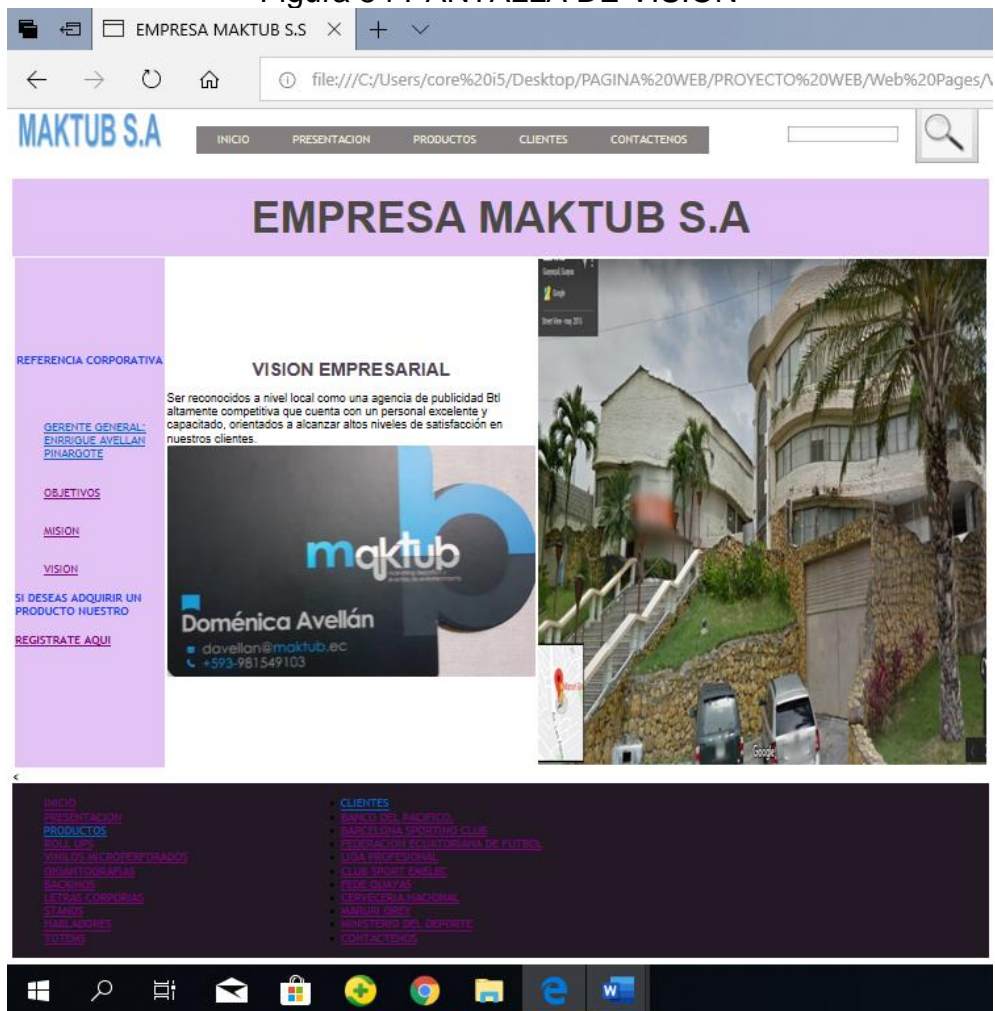 EMPRESA MAKTUB S.S
file:///C:/Users/core%20i5/Desktop/PAGINA%20WEB/PROYECTO%20WEB/Web%20Pages/
MAKTUB S.A
INICIO PRESENTACION PRODUCTOS CLIENTES CONTACTENOS
EMPRESA MAKTUB S.A
REFERENCIA CORPORATIVA
GERENTE GENERAL:
ENRRIGUE AVELLAN
PINARGOTE
OBJETIVOS
MISION
VISION
SI DESEAS ADQUIRIR UN
PRODUCTO NUESTRO
REGISTRATE AQUI
VISION EMPRESARIAL
Ser reconocidos a nivel local como una agencia de publicidad Btl
altamente competitiva que cuenta con un personal excelente y
capacitado, orientados a alcanzar altos niveles de satisfacción en
nuestros clientes.
maktub
Doménica Avellán
davellan@maktub.ec
+593-981549103
Google
Street View - may. 2015
Google
<
INICIO
PRESENTACION
PRODUCTOS
ROLL UPS
VINILOS MICROPERFORADOS
GIGANTOGRAFIAS
BACKINGS
LETRAS CORPORIAS
STANDS
HABLADORES
TOTEMS
CLIENTES
BANCO DEL PACIFICO.
BARCELONA SPORTING CLUB
FEDERACION ECUATORIANA DE FUTBOL
LIGA PROFESIONAL
CLUB SPORT EMELEC
FEDE GUAYAS
CERVECERIA NACIONAL
MARURI GREY
MINISTERIO DEL DEPORTE
CONTACTENOS